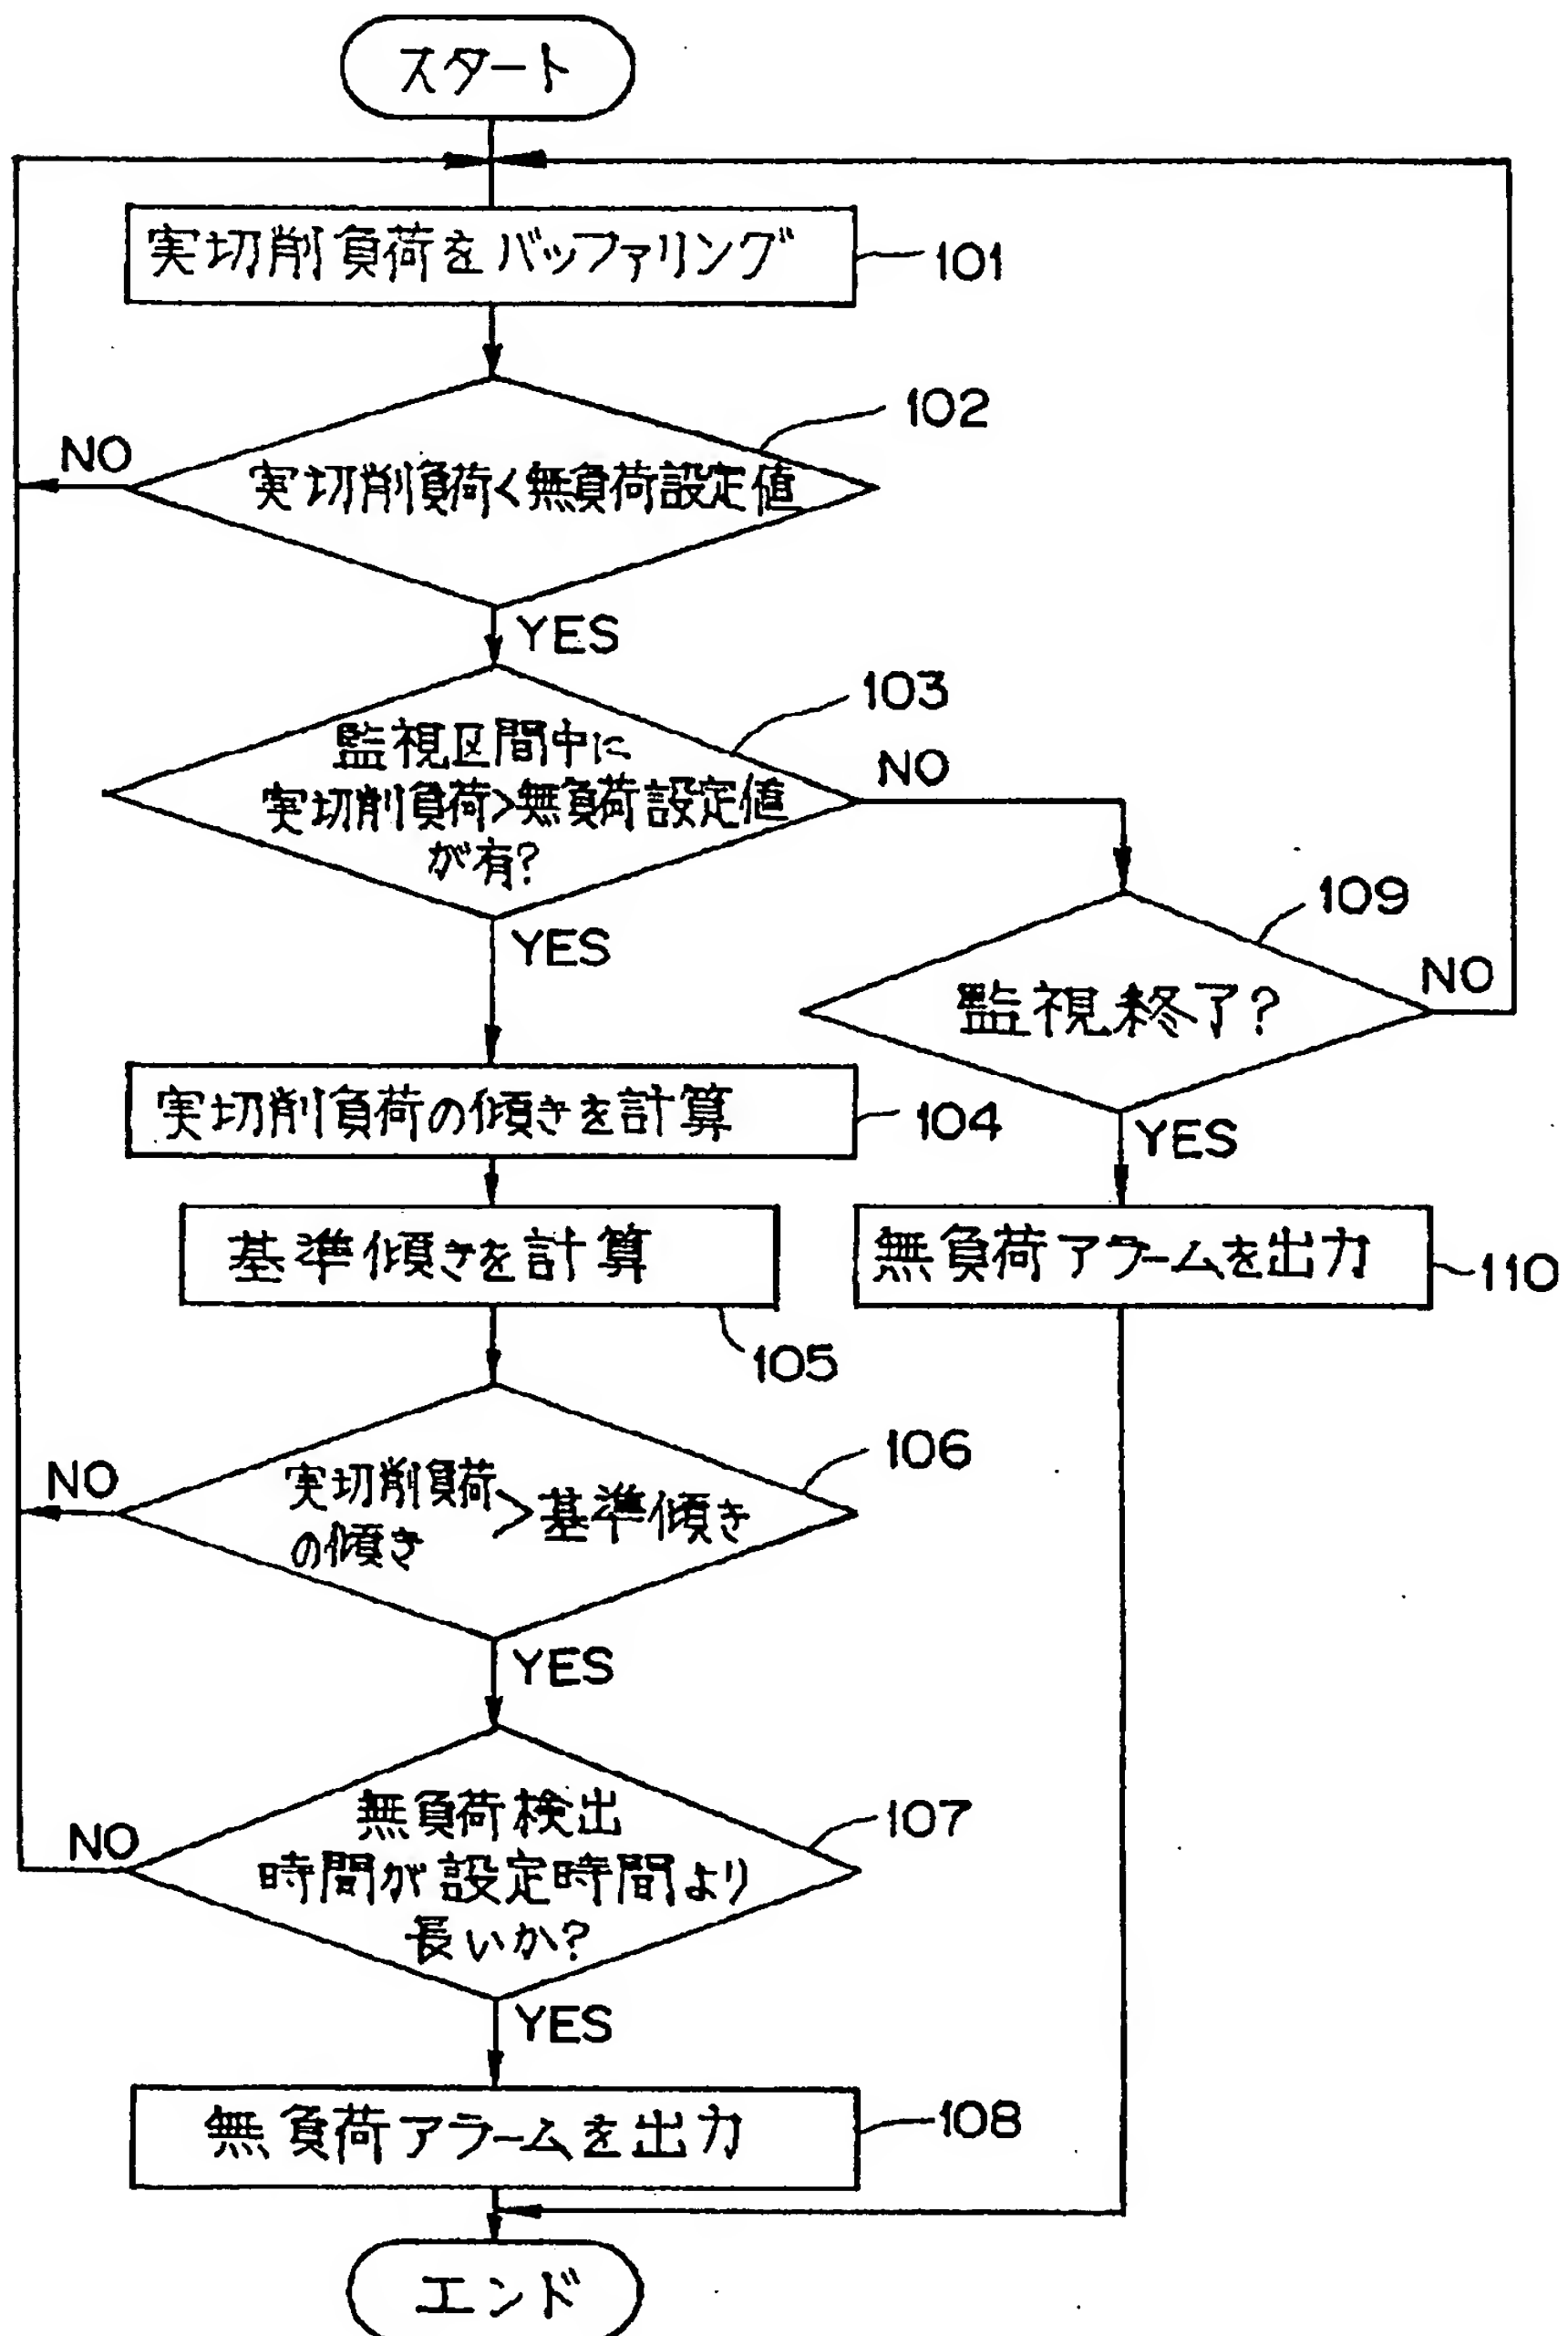 スタート
実切削負荷をバッファリング
101
102
NO
実切削負荷<無負荷設定値
YES
103
監視区間中に
実切削負荷>無負荷設定値
が有?
NO
YES
109
監視終了?
NO
YES
実切削負荷の傾きを計算
104
基準傾きを計算
105
無負荷アラームを出力
110
106
NO
実切削負荷
の傾き
>基準傾き
YES
107
NO
無負荷検出
時間が設定時間より
長いか?
YES
無負荷アラームを出力
108
エンド